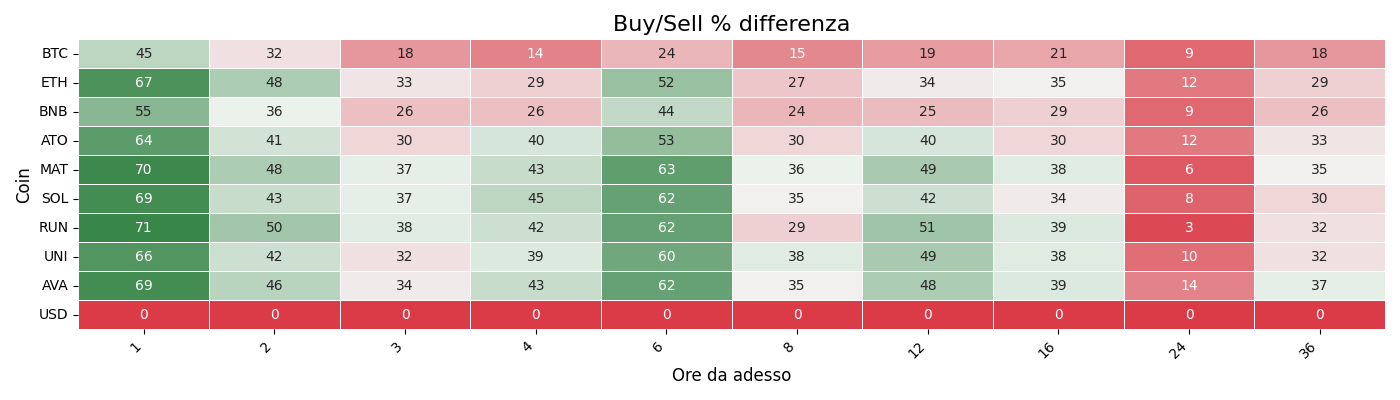 Buy/Sell % differenza
Coin
BTC 45 32 18 14 24 15 19 21 9 18
ETH 67 48 33 29 52 27 34 35 12 29
BNB 55 36 26 26 44 24 25 29 9 26
ATO 64 41 30 40 53 30 40 30 12 33
MAT 70 48 37 43 63 36 49 38 6 35
SOL 69 43 37 45 62 35 42 34 8 30
RUN 71 50 38 42 62 29 51 39 3 32
UNI 66 42 32 39 60 38 49 38 10 32
AVA 69 46 34 43 62 35 48 39 14 37
USD 0 0 0 0 0 0 0 0 0 0
1 2 3 4 6 8 12 16 24 36
Ore da adesso